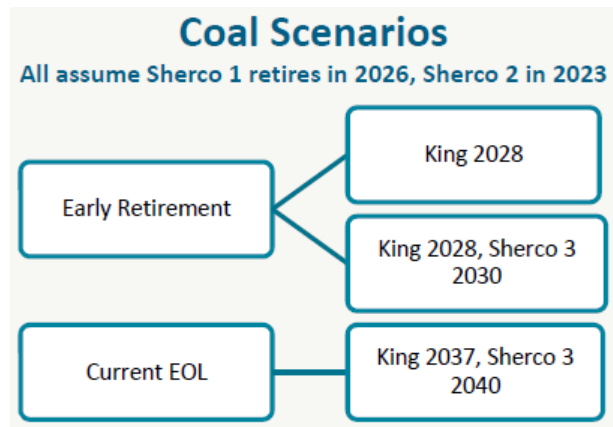 Coal Scenarios
All assume Sherco 1 retires in 2026, Sherco 2 in 2023
King 2028
Early Retirement
King 2028, Sherco 3
2030
Current EOL
King 2037, Sherco 3
2040